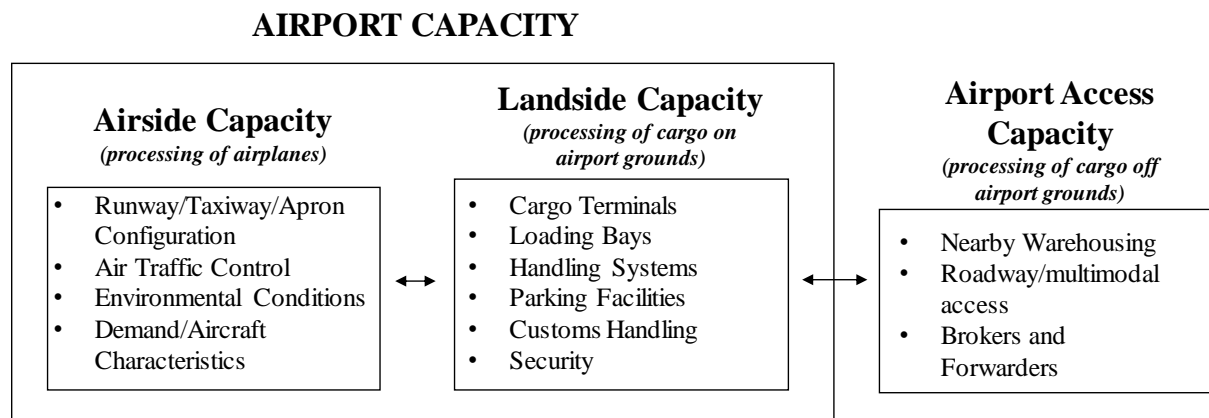 AIRPORT CAPACITY
Airside Capacity
(processing of airplanes)
• Runway/Taxiway/Apron
Configuration
• Air Traffic Control
• Environmental Conditions
• Demand/Aircraft
Characteristics
Landside Capacity
(processing of cargo on
airport grounds)
• Cargo Terminals
• Loading Bays
• Handling Systems
• Parking Facilities
• Customs Handling
• Security
Airport Access
Capacity
(processing of cargo off
airport grounds)
• Nearby Warehousing
• Roadway/multimodal
access
• Brokers and
Forwarders